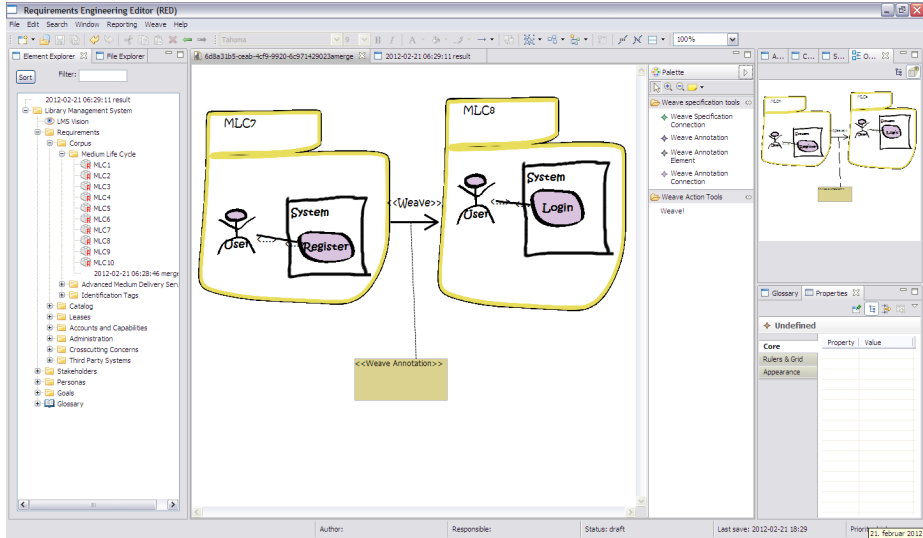 Requirements Engineering Editor (RED)
File Edit Search Window Reporting Weave Help
Tahoma 9 B I A 100%
Element Explorer File Explorer
Sort Filter:
2012-02-21 06:29:11 result
Library Management System
LMS Vision
Requirements
Corpus
Medium Life Cycle
MLC1
MLC2
MLC3
MLC4
MLC5
MLC6
MLC7
MLC8
MLC9
MLC10
2012-02-21 06:28:46 merge
Advanced Medium Delivery Serv
Identification Tags
Catalog
Leases
Accounts and Capabilities
Administration
Crosscutting Concerns
Third Party Systems
Stakeholders
Personas
Goals
Glossary
6d8a31b5-ceab-4cf9-9920-6c971429023amerge 2012-02-21 06:29:11 result
MLC7
System
User
Register
<<Weave>>
MLC8
System
User
Login
<<Weave Annotation>>
Palette
Weave specification tools
Weave Specification
Connection
Weave Annotation
Weave Annotation
Element
Weave Annotation
Connection
Weave Action Tools
Weave!
A... C... S... O...
Glossary Properties
Undefined
Core
Rulers & Grid
Appearance
Property Value
Author: Responsible: Status: draft Last save: 2012-02-21 18:29
21. februar 2012